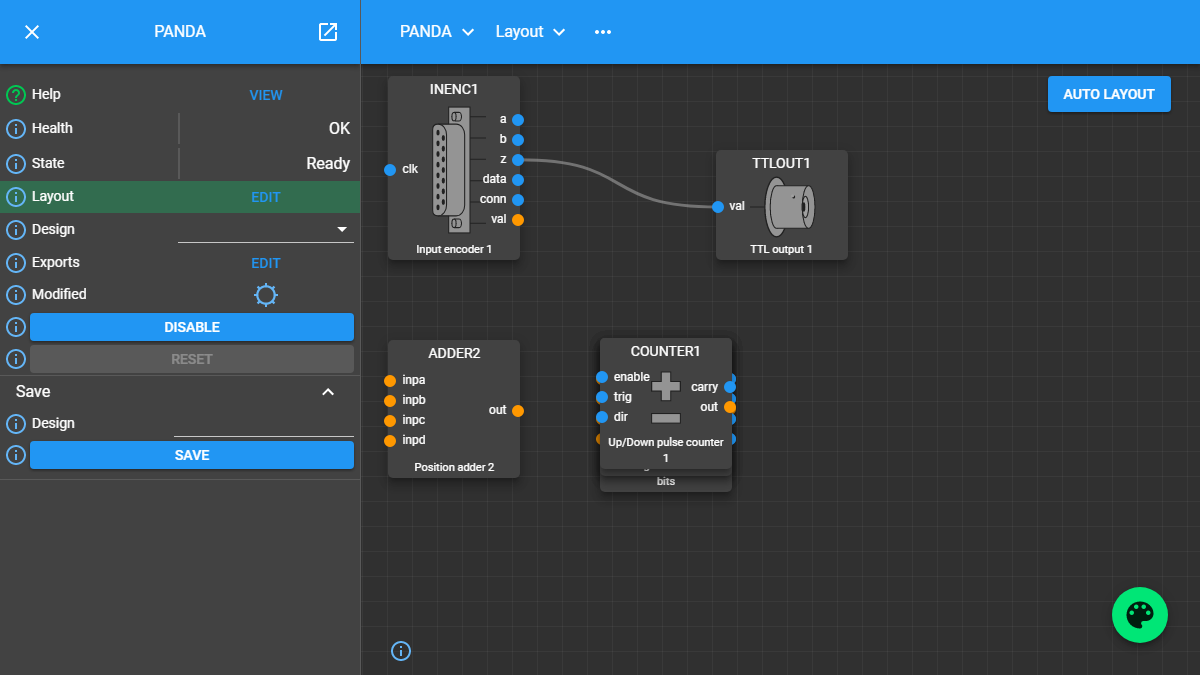 PANDA
PANDA
Layout
Help
VIEW
Health
OK
State
Ready
Layout
EDIT
Design
Exports
EDIT
Modified
DISABLE
RESET
Save
Design
SAVE
AUTO LAYOUT
INENC1
clk
a
b
z
data
conn
val
Input encoder 1
TTLOUT1
val
TTL output 1
ADDER2
inpa
inpb
inpc
inpd
out
Position adder 2
COUNTER1
enable
trig
dir
carry
out
Up/Down pulse counter
1
bits